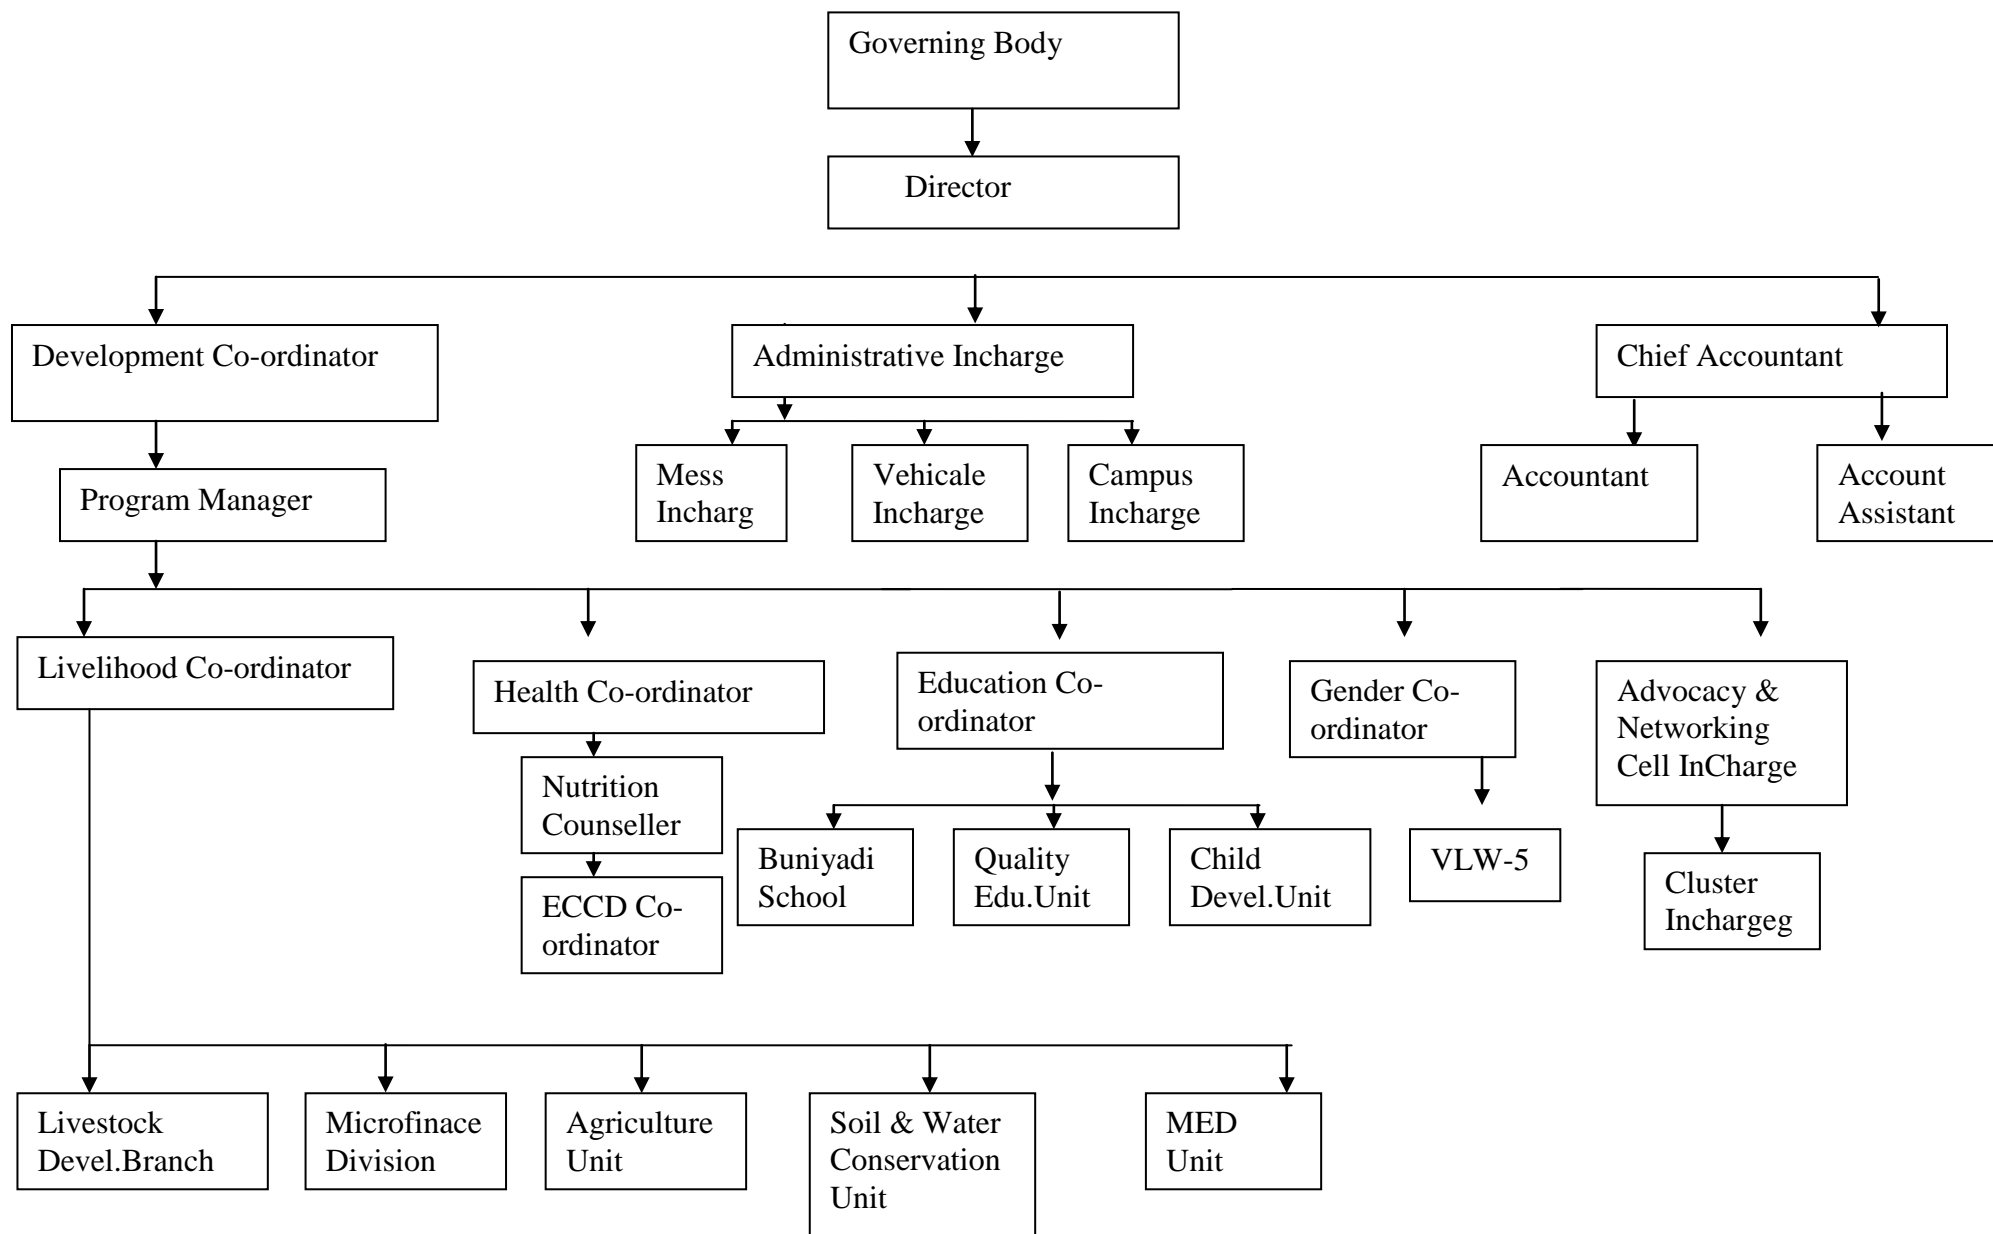 Governing Body
Director
Development Co-ordinator
Administrative Incharge
Chief Accountant
Program Manager
Mess
Incharg
Vehicale
Incharge
Campus
Incharge
Accountant
Account
Assistant
Livelihood Co-ordinator
Health Co-ordinator
Education Co-
ordinator
Gender Co-
ordinator
Advocacy &
Networking
Cell InCharge
Nutrition
Counseller
ECCD Co-
ordinator
Buniyadi
School
Quality
Edu.Unit
Child
Devel.Unit
VLW-5
Cluster
Inchargeg
Livestock
Devel.Branch
Microfinace
Division
Agriculture
Unit
Soil & Water
Conservation
Unit
MED
Unit